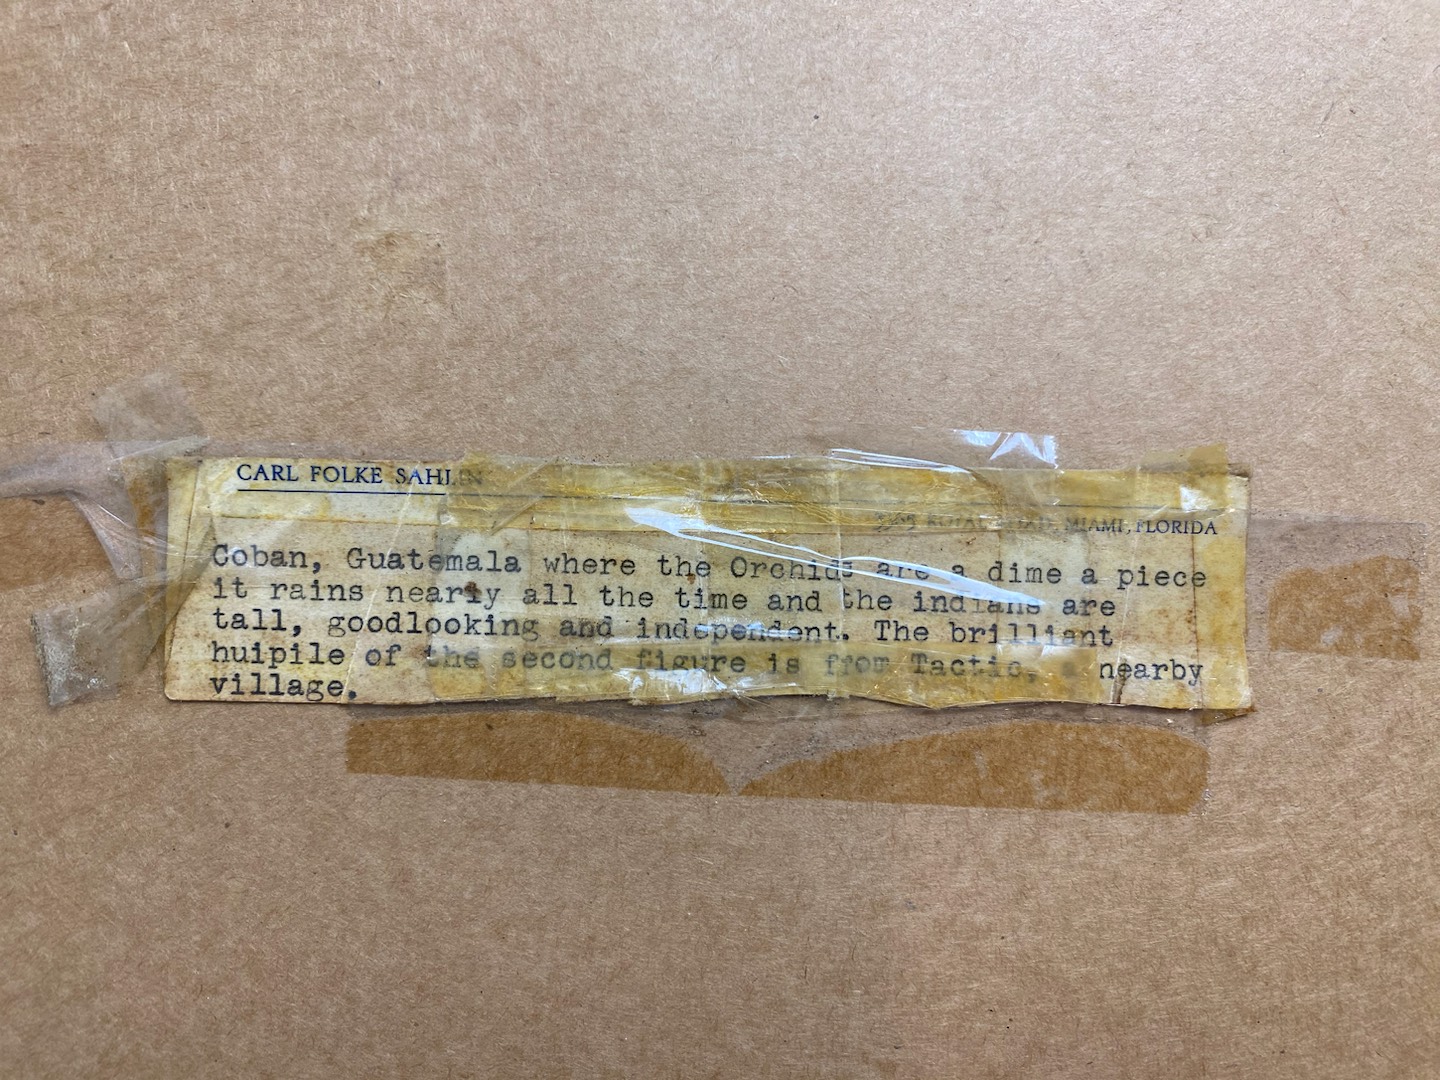 CARL FOLKE SAHLIN
ROYAL ROAD, MIAMI, FLORIDA
Coban, Guatemala where the Orchids are a dime a piece
it rains nearly all the time and the indians are
tall, goodlooking and independent. The brilliant
huipile of the second figure is from Tactic, a nearby
village.